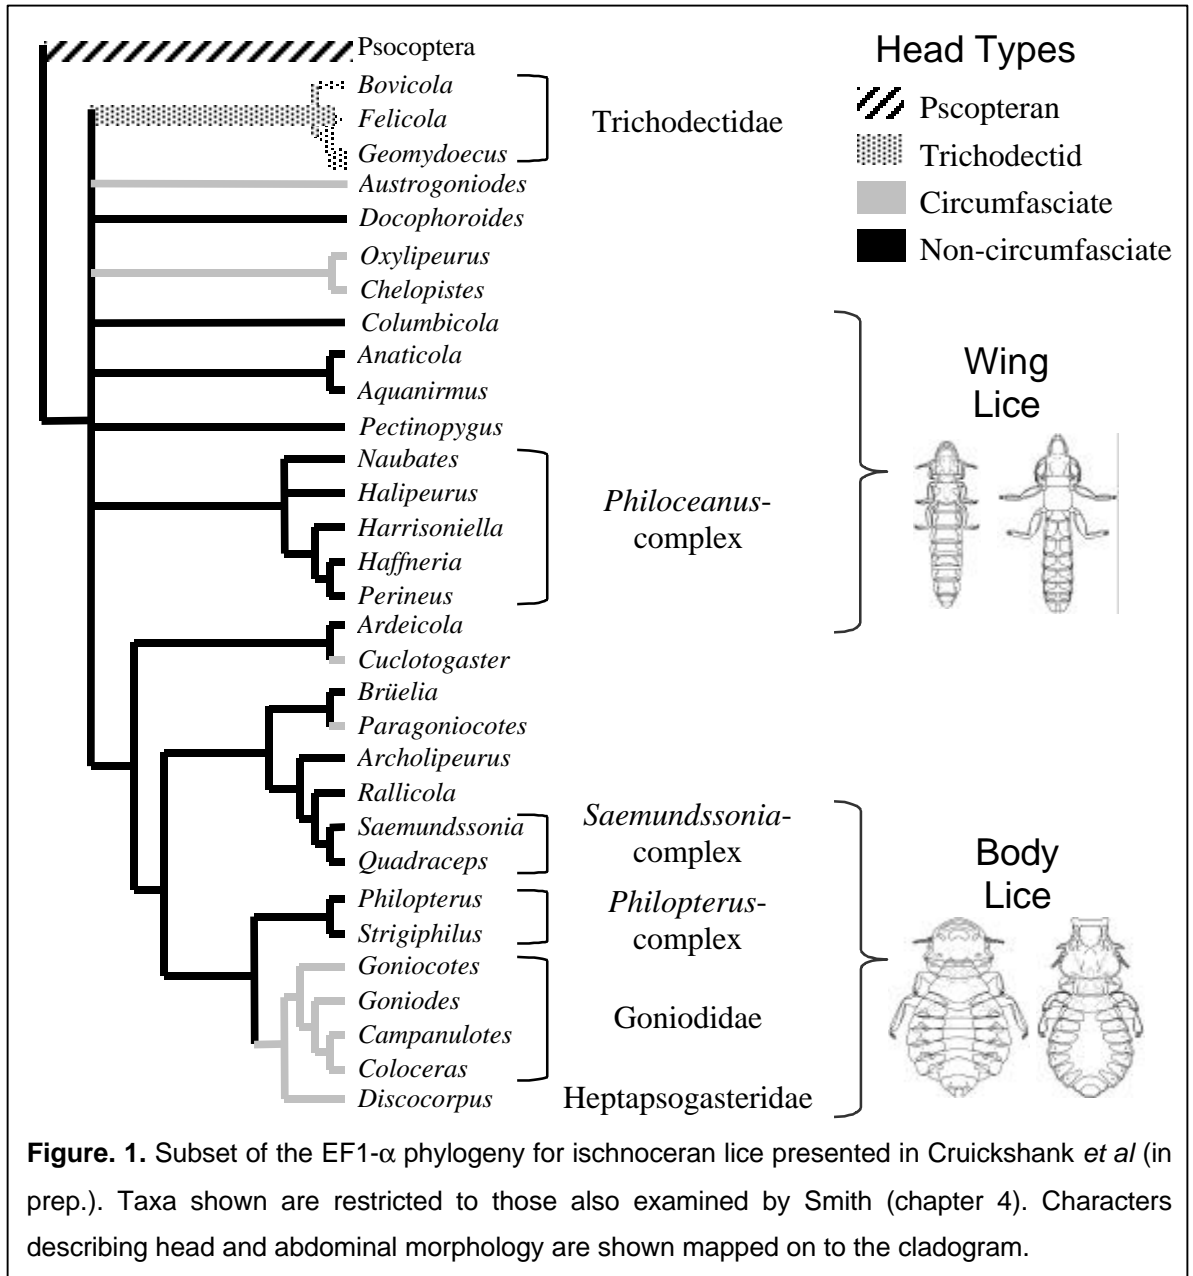 Psocoptera
Bovicola
Felicola
Geomydoecus
Trichodectidae
Austrogoniodes
Docophoroides
Oxylipeurus
Chelopistes
Columbicola
Anaticola
Aquanirmus
Pectinopygus
Naubates
Halipeurus
Harrisoniella
Haffneria
Perineus
Philoceanus-
complex
Ardeicola
Cuclotogaster
Brüelia
Paragoniocotes
Archolipeurus
Rallicola
Saemundssonia
Quadraceps
Saemundssonia-
complex
Philopterus
Strigiphilus
Philopterus-
complex
Goniocotes
Goniodes
Campanulotes
Coloceras
Goniodidae
Discocorpus
Heptapsogasteridae
Head Types
Pscopteran
Trichodectid
Circumfasciate
Non-circumfasciate
Wing
Lice
Body
Lice
Figure. 1. Subset of the EF1-α phylogeny for ischnoceran lice presented in Cruickshank et al (in
prep.). Taxa shown are restricted to those also examined by Smith (chapter 4). Characters
describing head and abdominal morphology are shown mapped on to the cladogram.